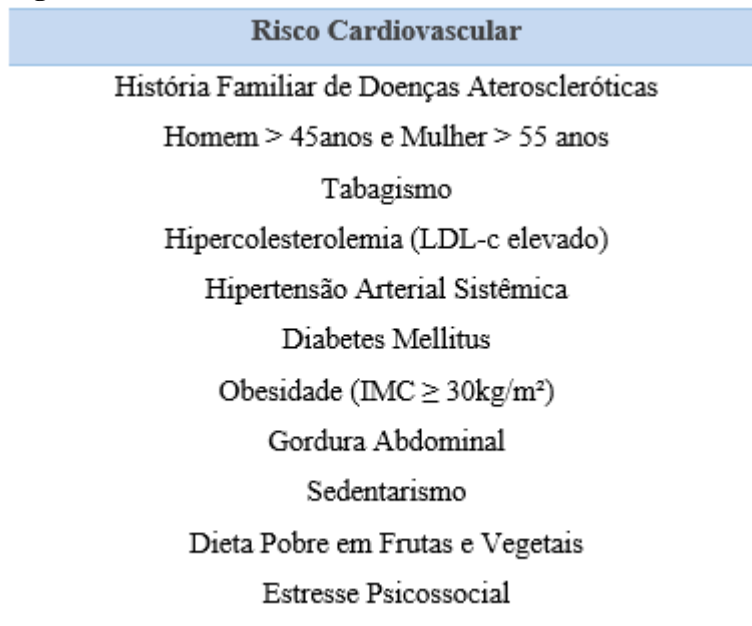 Risco Cardiovascular
História Familiar de Doenças Ateroscleróticas
Homem > 45anos e Mulher > 55 anos
Tabagismo
Hipercolesterolemia (LDL-c elevado)
Hipertensão Arterial Sistêmica
Diabetes Mellitus
Obesidade (IMC ≥ 30kg/m²)
Gordura Abdominal
Sedentarismo
Dieta Pobre em Frutas e Vegetais
Estresse Psicossocial